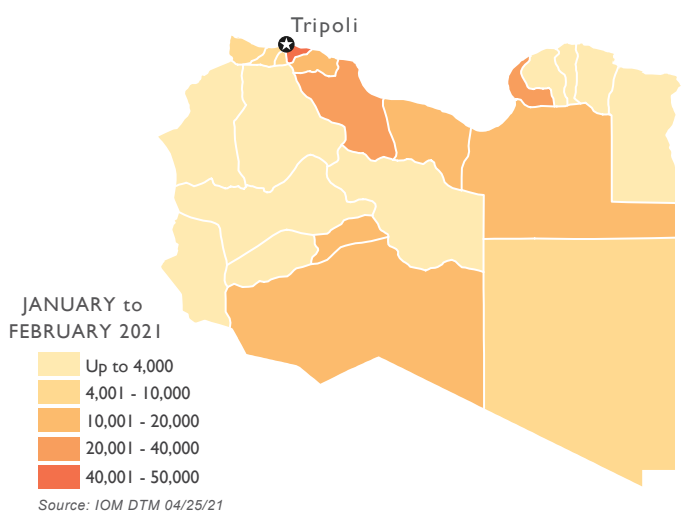 Tripoli
JANUARY to
FEBRUARY 2021
Up to 4,000
4,001 - 10,000
10,001 - 20,000
20,001 - 40,000
40,001 - 50,000
Source: IOM DTM 04/25/21